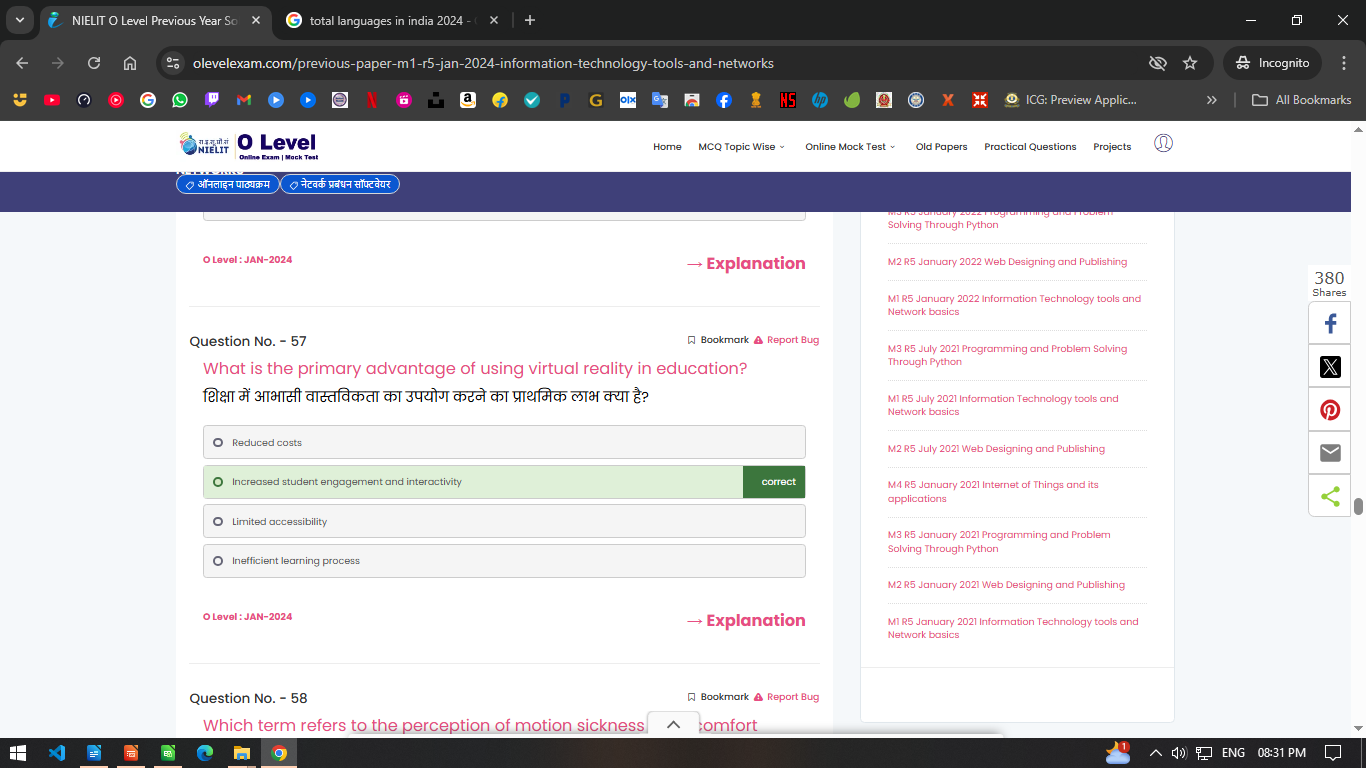 NIELIT O Level Previous Year So
total languages in india 2024 -
olevelexam.com/previous-paper-m1-r5-jan-2024-information-technology-tools-and-networks
Incognito
ICG: Preview Applic...
All Bookmarks
NIELIT
O Level
Online Exam | Mock Test
Home
MCQ Topic Wise
Online Mock Test
Old Papers
Practical Questions
Projects
ऑनलाइन पाठ्यक्रम
नेटवर्क प्रबंधन सॉफ्टवेयर
O Level : JAN-2024
→ Explanation
Question No. - 57
Bookmark
Report Bug
What is the primary advantage of using virtual reality in education?
शिक्षा में आभासी वास्तविकता का उपयोग करने का प्राथमिक लाभ क्या है?
Reduced costs
Increased student engagement and interactivity
correct
Limited accessibility
Inefficient learning process
O Level : JAN-2024
→ Explanation
Question No. - 58
Bookmark
Report Bug
Which term refers to the perception of motion sickness
M3 R5 January 2022 Programming and Problem
Solving Through Python
M2 R5 January 2022 Web Designing and Publishing
M1 R5 January 2022 Information Technology tools and
Network basics
M3 R5 July 2021 Programming and Problem Solving
Through Python
M1 R5 July 2021 Information Technology tools and
Network basics
M2 R5 July 2021 Web Designing and Publishing
M4 R5 January 2021 Internet of Things and its
applications
M3 R5 January 2021 Programming and Problem
Solving Through Python
M2 R5 January 2021 Web Designing and Publishing
M1 R5 January 2021 Information Technology tools and
Network basics
380
Shares
1
ENG
08:31 PM